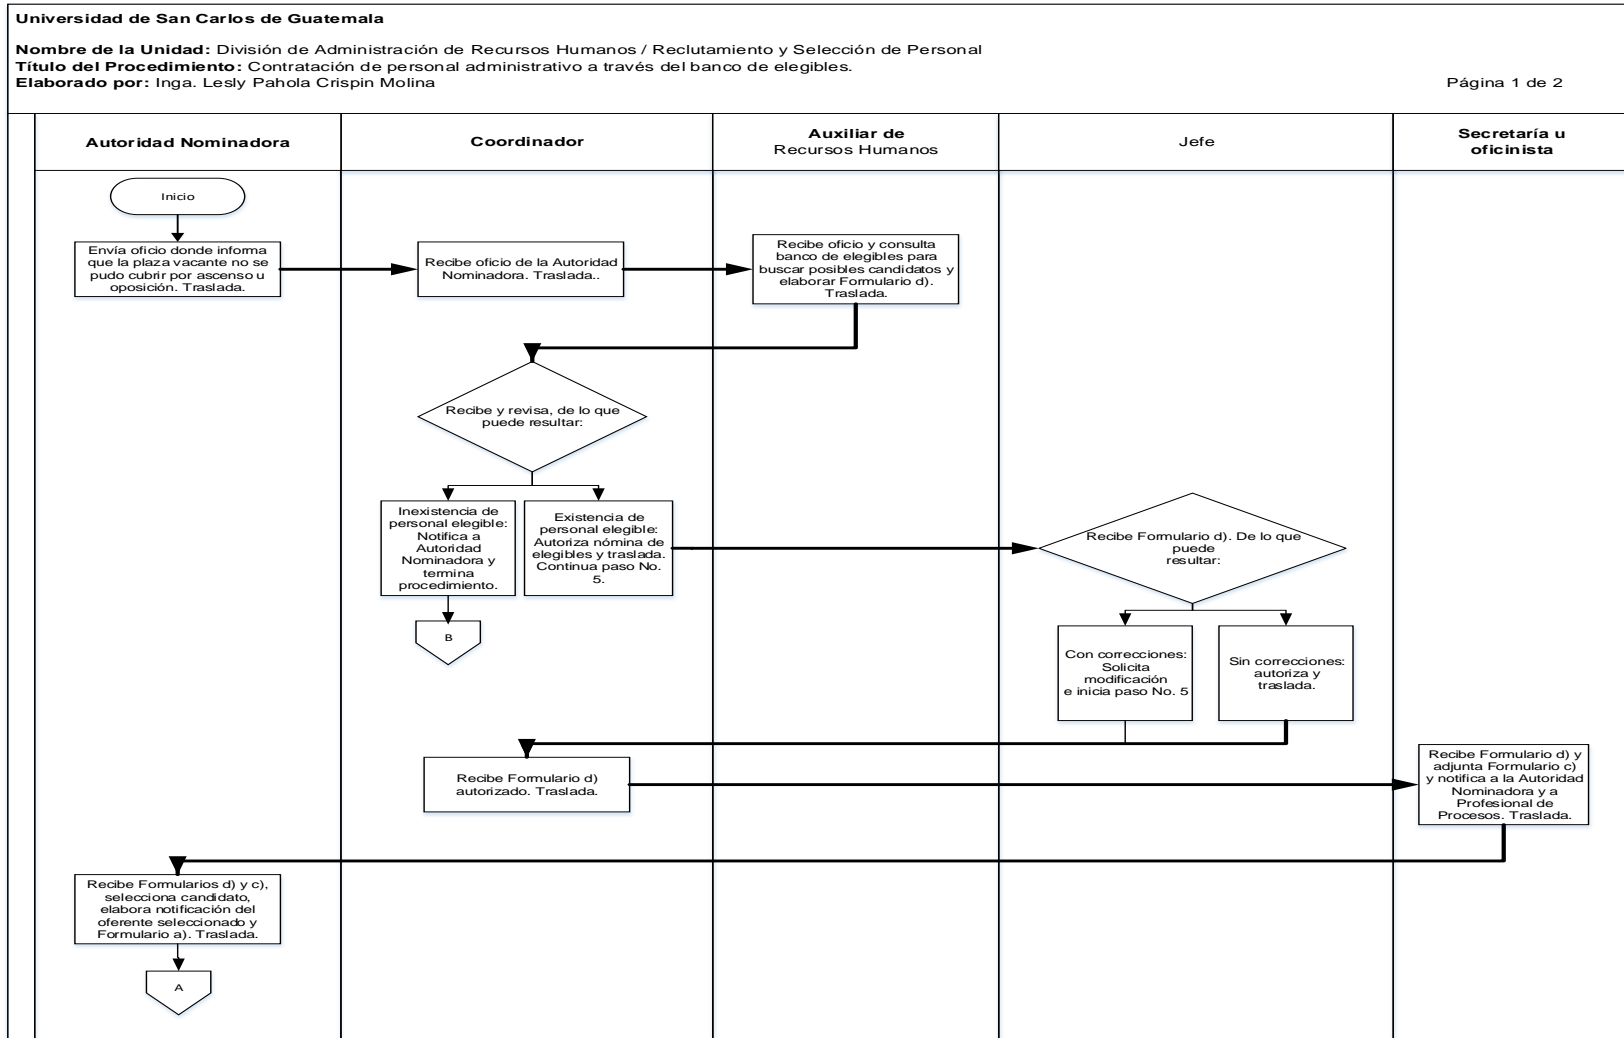 Universidad de San Carlos de Guatemala
Nombre de la Unidad: División de Administración de Recursos Humanos / Reclutamiento y Selección de Personal
Título del Procedimiento: Contratación de personal administrativo a través del banco de elegibles.
Elaborado por: Inga. Lesly Pahola Crispin Molina
Página 1 de 2
Autoridad Nominadora
Coordinador
Auxiliar de
Recursos Humanos
Jefe
Secretaría u
oficinista
Inicio
Envía oficio donde informa
que la plaza vacante no se
pudo cubrir por ascenso u
oposición. Traslada.
Recibe oficio de la Autoridad
Nominadora. Traslada..
Recibe oficio y consulta
banco de elegibles para
buscar posibles candidatos y
elaborar Formulario d).
Traslada.
Recibe y revisa, de lo que
puede resultar:
Inexistencia de
personal elegible:
Notifica a
Autoridad
Nominadora y
termina
procedimiento.
Existencia de
personal elegible:
Autoriza nómina de
elegibles y traslada.
Continua paso No.
5.
Recibe Formulario d). De lo que
puede
resultar:
B
Con correcciones:
Solicita
modificación
e inicia paso No. 5
Sin correcciones:
autoriza y
traslada.
Recibe Formulario d)
autorizado. Traslada.
Recibe Formulario d) y
adjunta Formulario c)
y notifica a la Autoridad
Nominadora y a
Profesional de
Procesos. Traslada.
Recibe Formularios d) y c),
selecciona candidato,
elabora notificación del
oferente seleccionado y
Formulario a). Traslada.
A